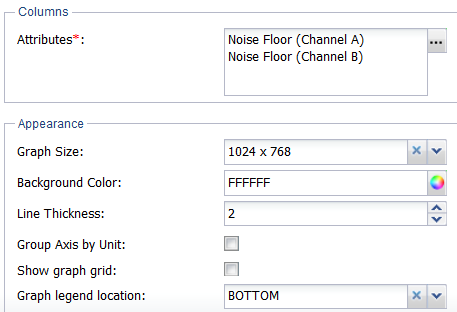 Columns
Attributes*: Noise Floor (Channel A) ...
Noise Floor (Channel B)
Appearance
Graph Size: 1024 x 768
Background Color: FFFFFF
Line Thickness: 2
Group Axis by Unit:
Show graph grid:
Graph legend location: BOTTOM